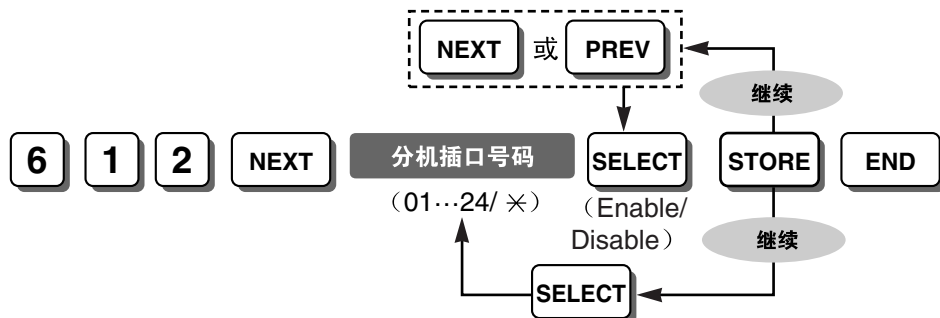 NEXT 或 PREV
继续
6 1 2 NEXT 分机插口号码 SELECT STORE END
(01…24/ ✳) (Enable/
Disable)
继续
SELECT